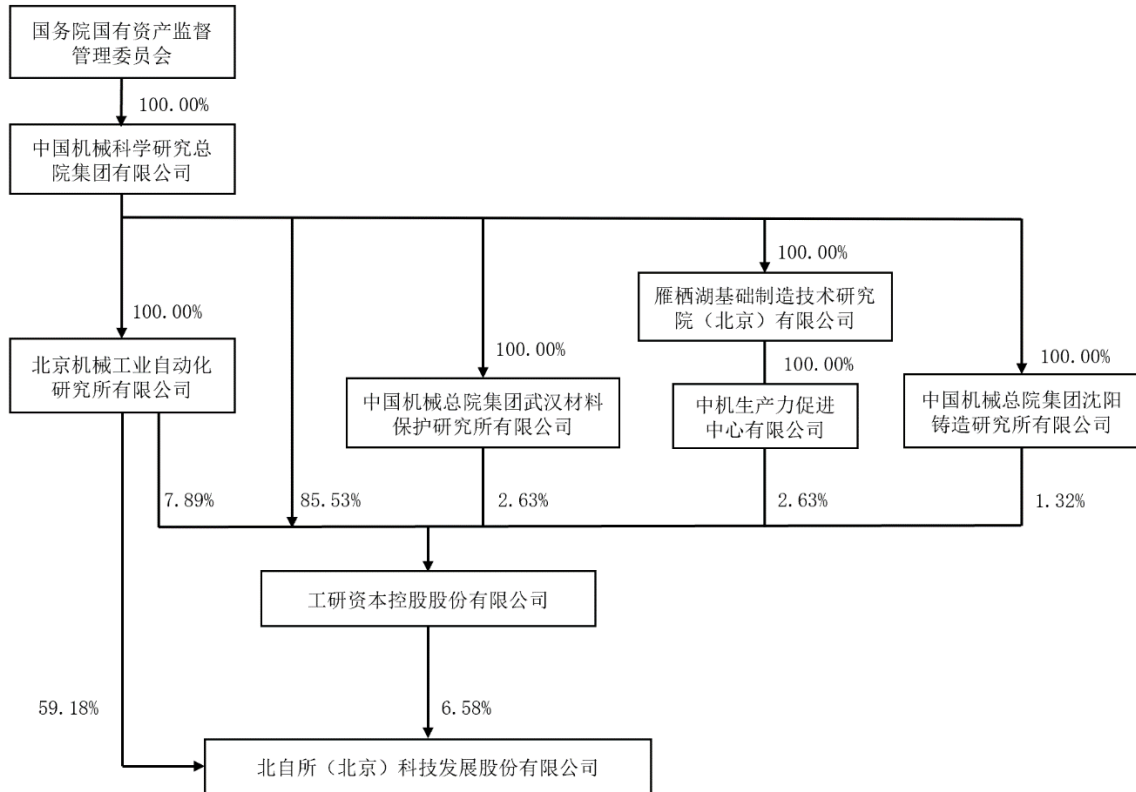 国务院国有资产监督
管理委员会
100.00%
中国机械科学研究总
院集团有限公司
100.00%
雁栖湖基础制造技术研究
院（北京）有限公司
100.00%
北京机械工业自动化
研究所有限公司
100.00%
中国机械总院集团武汉材料
保护研究所有限公司
100.00%
中机生产力促进
中心有限公司
100.00%
中国机械总院集团沈阳
铸造研究所有限公司
7.89%
85.53%
2.63%
2.63%
1.32%
工研资本控股股份有限公司
59.18%
6.58%
北自所（北京）科技发展股份有限公司